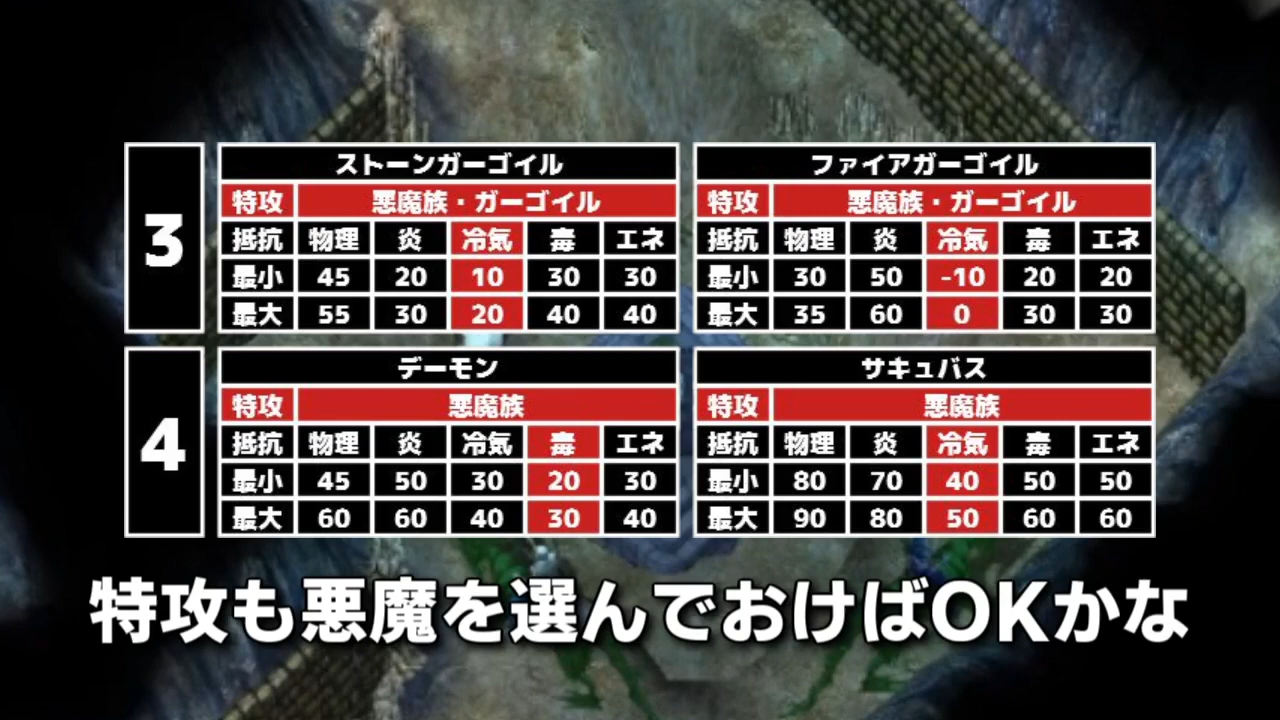 3
ストーンガーゴイル
特攻 悪魔族・ガーゴイル
抵抗 物理 炎 冷気 毒 エネ
最小 45 20 10 30 30
最大 55 30 20 40 40
ファイアガーゴイル
特攻 悪魔族・ガーゴイル
抵抗 物理 炎 冷気 毒 エネ
最小 30 50 -10 20 20
最大 35 60 0 30 30
4
デーモン
特攻 悪魔族
抵抗 物理 炎 冷気 毒 エネ
最小 45 50 30 20 30
最大 60 60 40 30 40
サキュバス
特攻 悪魔族
抵抗 物理 炎 冷気 毒 エネ
最小 80 70 40 50 50
最大 90 80 50 60 60
特攻も悪魔を選んでおけばOKかな